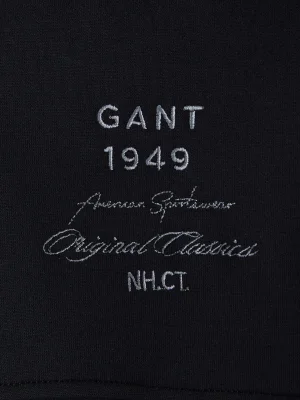 GANT
1949
American Sportswear
Original Classics
NH.CT.